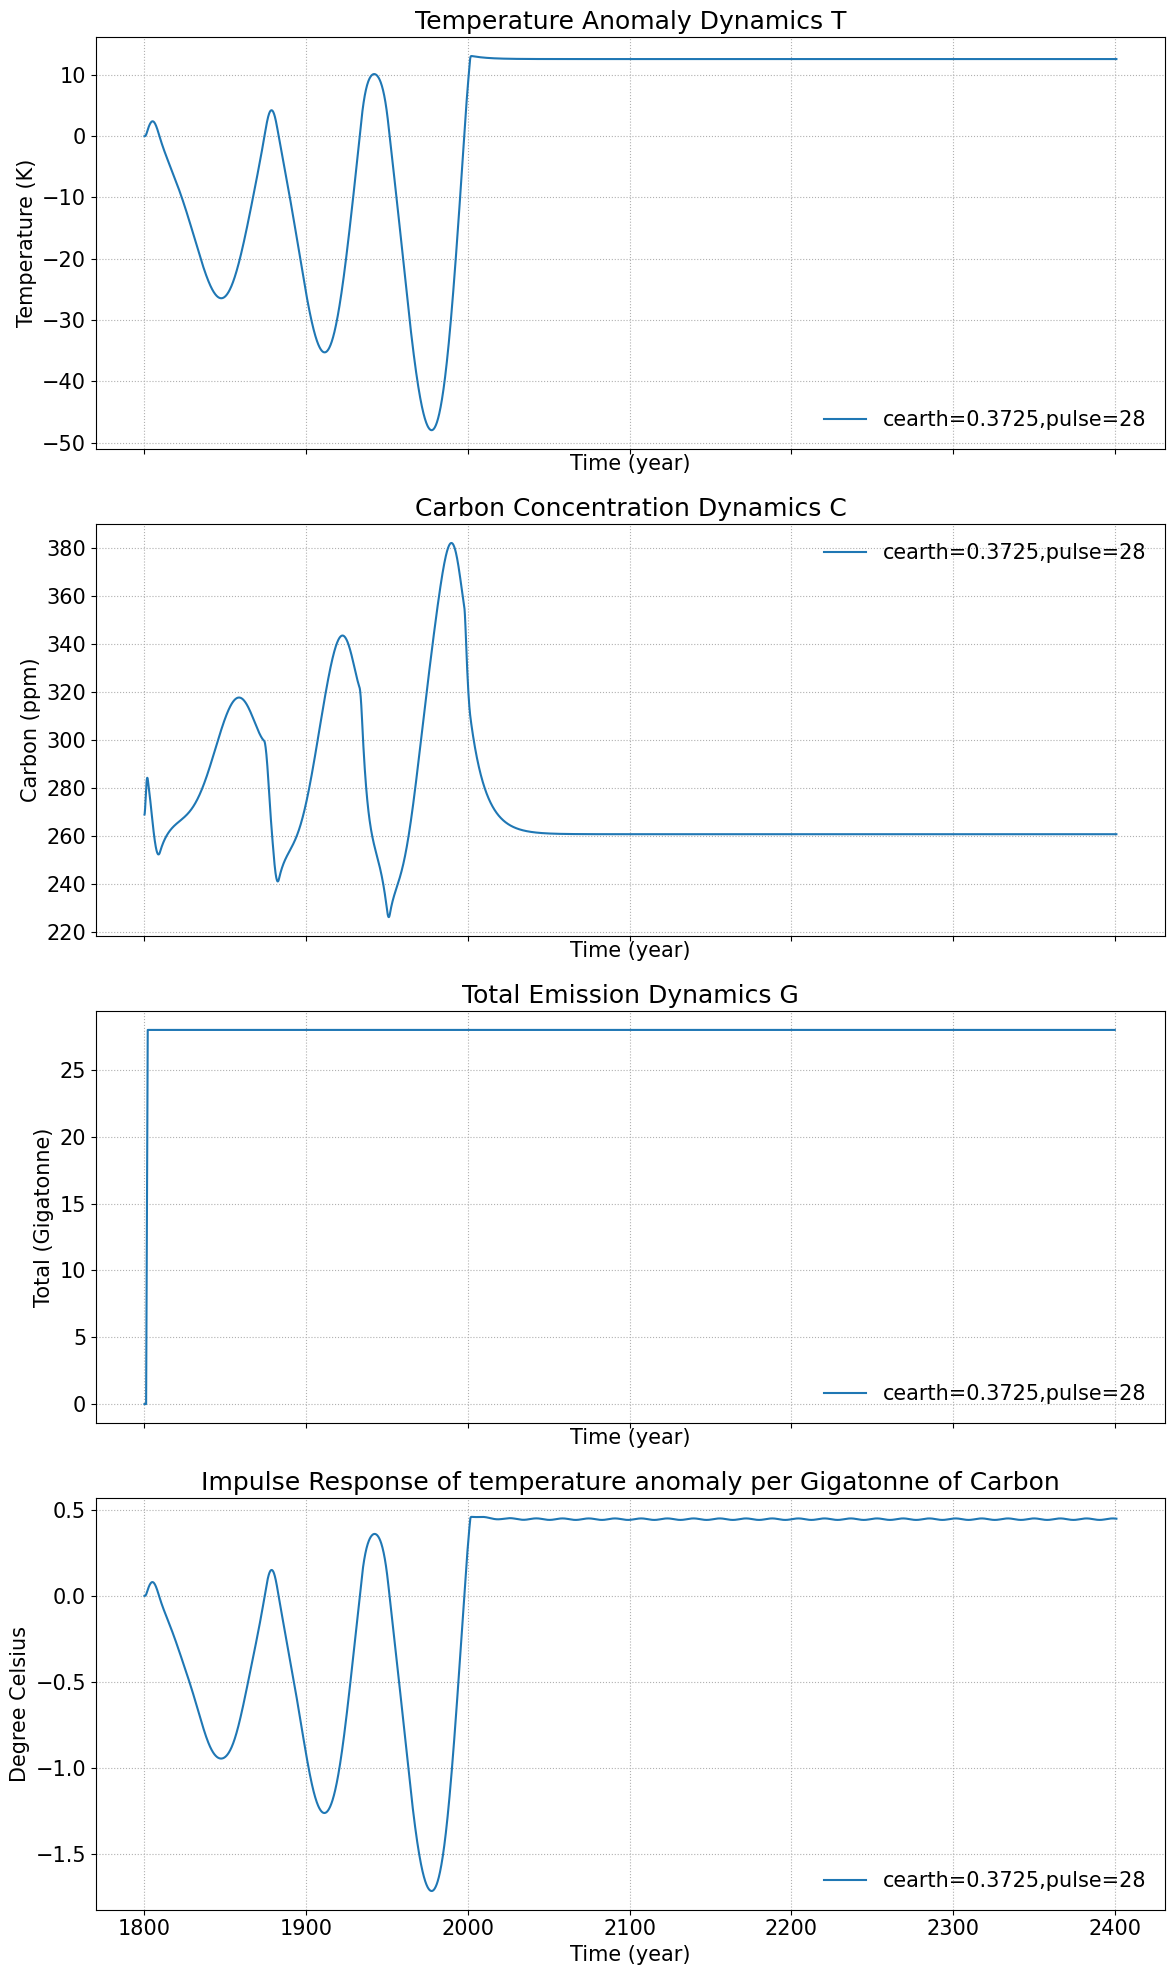 Temperature Anomaly Dynamics T
10
0
−10
−20
−30
−40
−50
Temperature (K)
cearth=0.3725,pulse=28
Time (year)
Carbon Concentration Dynamics C
380
360
340
320
300
280
260
240
220
Carbon (ppm)
cearth=0.3725,pulse=28
Time (year)
Total Emission Dynamics G
25
20
15
10
5
0
Total (Gigatonne)
cearth=0.3725,pulse=28
Time (year)
Impulse Response of temperature anomaly per Gigatonne of Carbon
0.5
0.0
−0.5
−1.0
−1.5
Degree Celsius
cearth=0.3725,pulse=28
1800 1900 2000 2100 2200 2300 2400
Time (year)